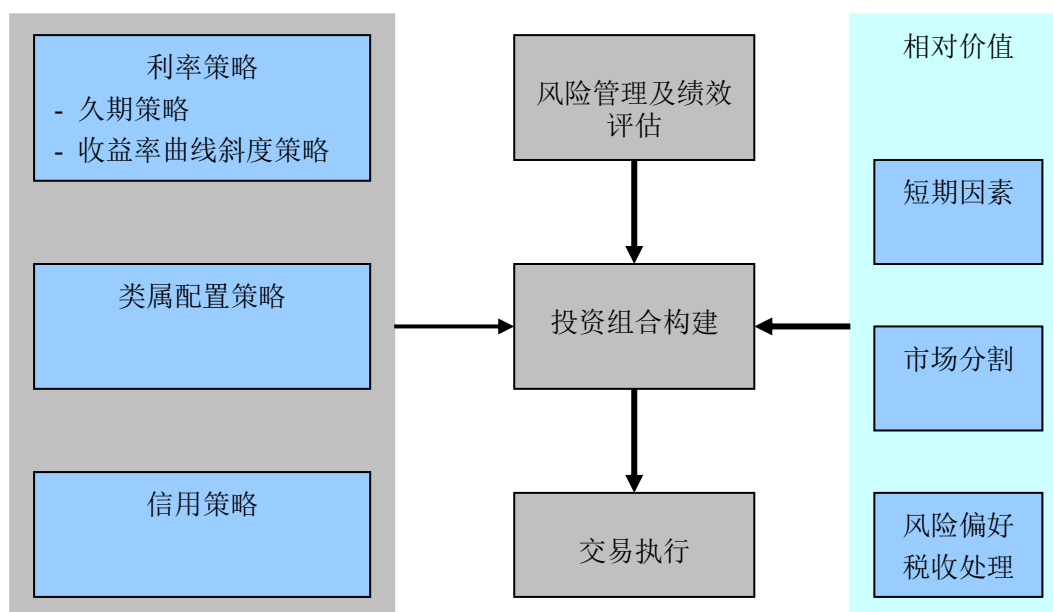 利率策略
- 久期策略
- 收益率曲线斜度策略
类属配置策略
信用策略
风险管理及绩效
评估
投资组合构建
交易执行
相对价值
短期因素
市场分割
风险偏好
税收处理